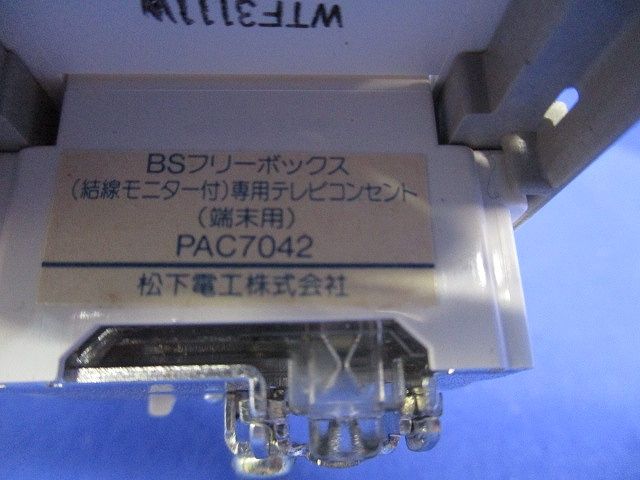 WTF3111W
BSフリーボックス
（結線モニター付）専用テレビコンセント
（端末用）
PAC7042
松下電工株式会社